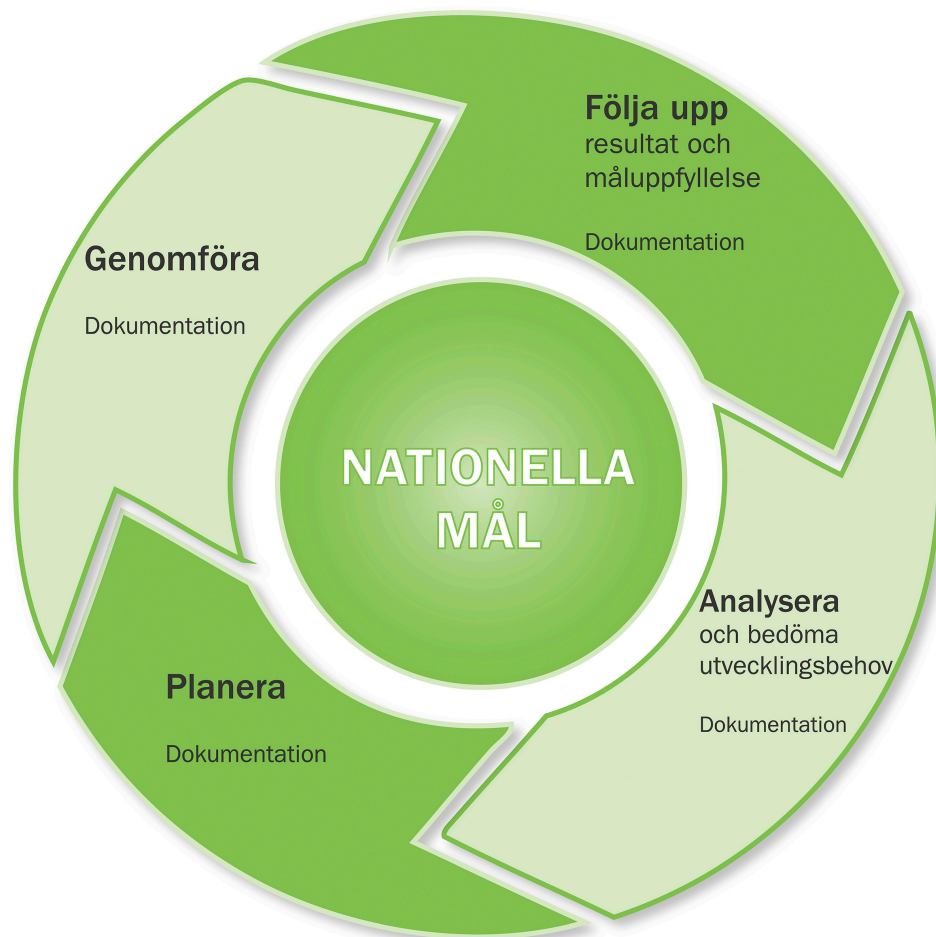 Följa upp
resultat och
måluppfyllelse
Dokumentation
Genomföra
Dokumentation
NATIONELLA
MÅL
Analysera
och bedöma
utvecklingsbehov
Dokumentation
Planera
Dokumentation